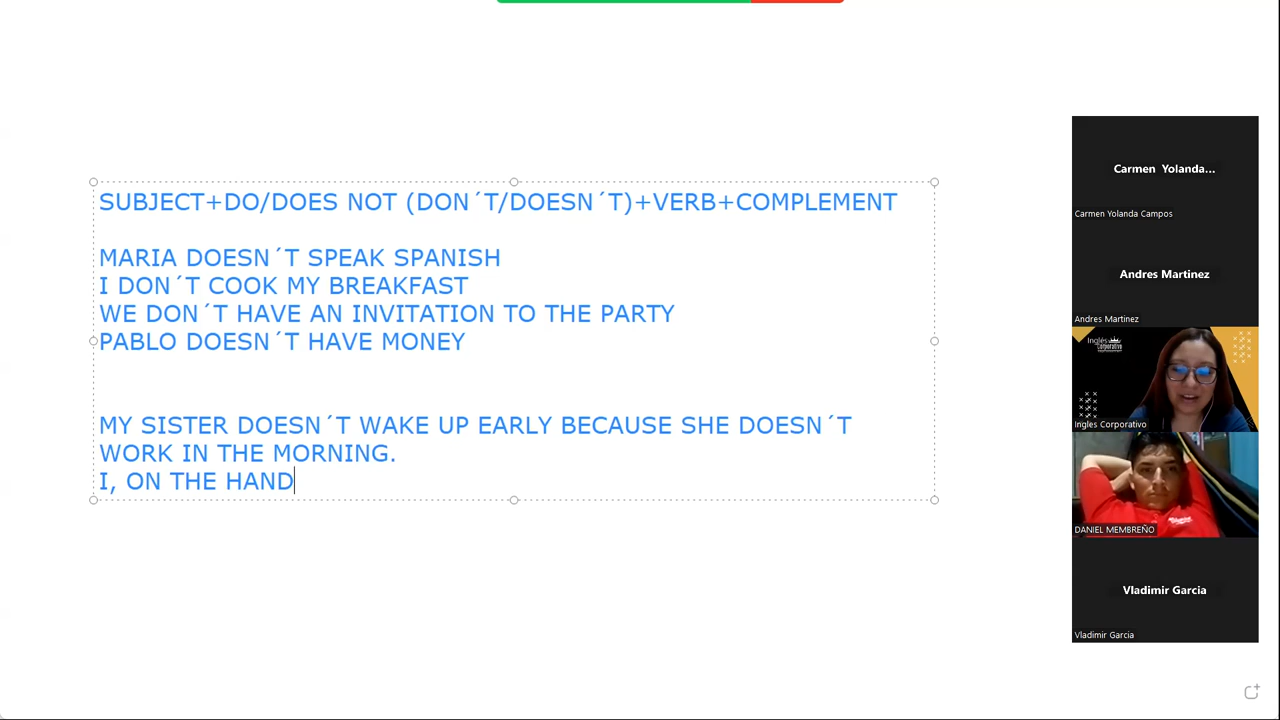 SUBJECT+DO/DOES NOT (DON´T/DOESN´T)+VERB+COMPLEMENT
MARIA DOESN´T SPEAK SPANISH
I DON´T COOK MY BREAKFAST
WE DON´T HAVE AN INVITATION TO THE PARTY
PABLO DOESN´T HAVE MONEY
MY SISTER DOESN´T WAKE UP EARLY BECAUSE SHE DOESN´T
WORK IN THE MORNING.
I, ON THE HAND
Carmen Yolanda...
Carmen Yolanda Campos
Andres Martinez
Andres Martinez
Inglés
Corporativo
Ingles Corporativo
DANIEL MEMBREÑO
Vladimir Garcia
Vladimir Garcia